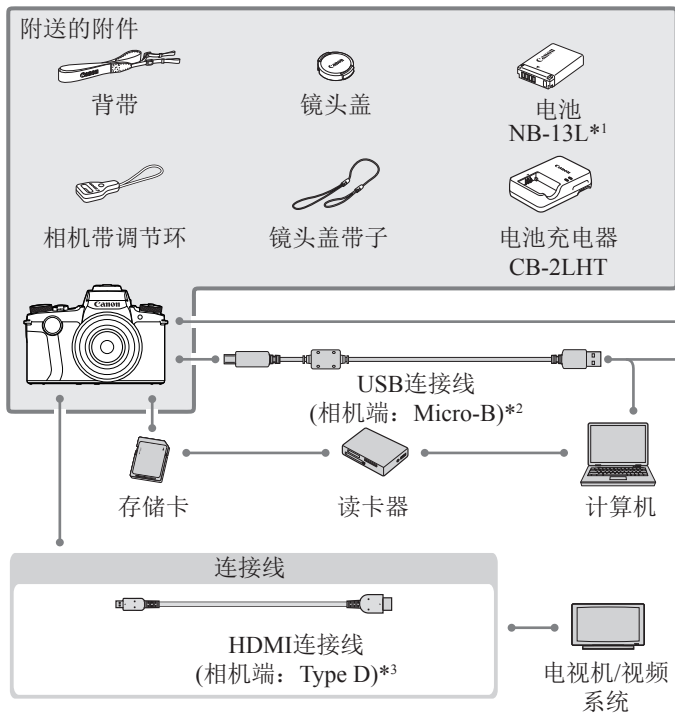 附送的附件
背带
镜头盖
电池
NB-13L*1
相机带调节环
镜头盖带子
电池充电器
CB-2LHT
Canon
USB连接线
(相机端：Micro-B)*2
存储卡
读卡器
计算机
连接线
HDMI连接线
(相机端：Type D)*3
电视机/视频
系统